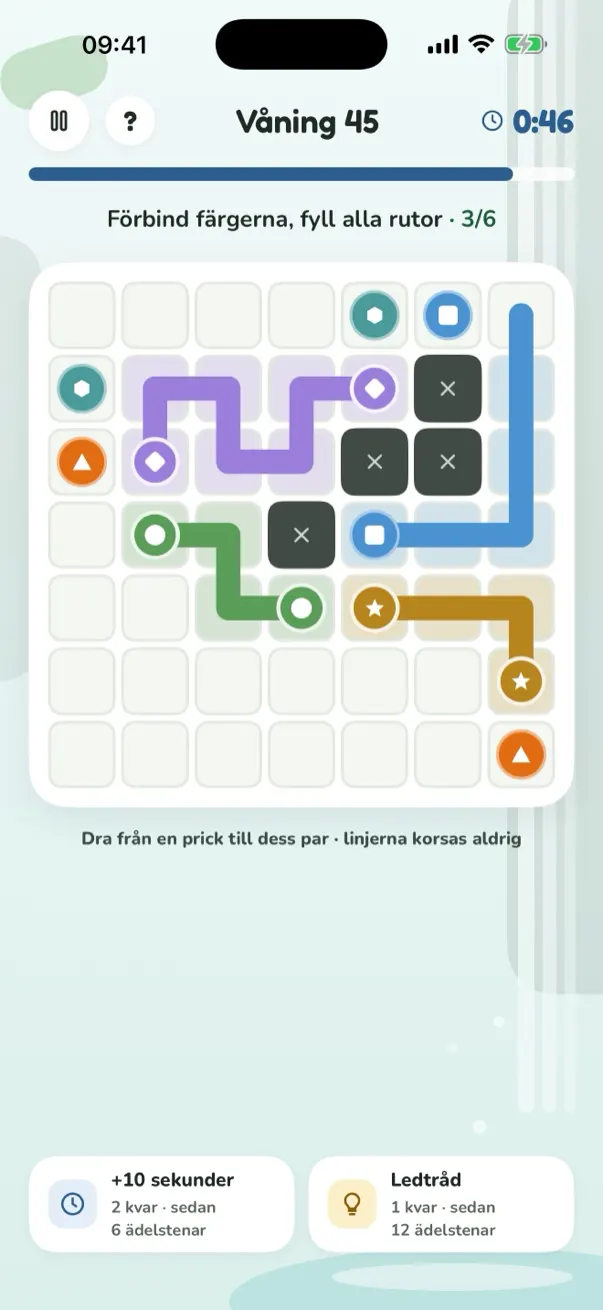 09:41
?
Våning 45
0:46
Förbind färgerna, fyll alla rutor · 3/6
Dra från en prick till dess par · linjerna korsas aldrig
+10 sekunder
2 kvar · sedan
6 ädelstenar
Ledtråd
1 kvar · sedan
12 ädelstenar